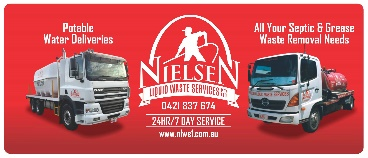 Potable
Water Deliveries
All Your Septic & Grease
Waste Removal Needs
NIELSEN
LIQUID WASTE SERVICES
0421 837 674
24HR/7 DAY SERVICE
www.nlwsf.com.au